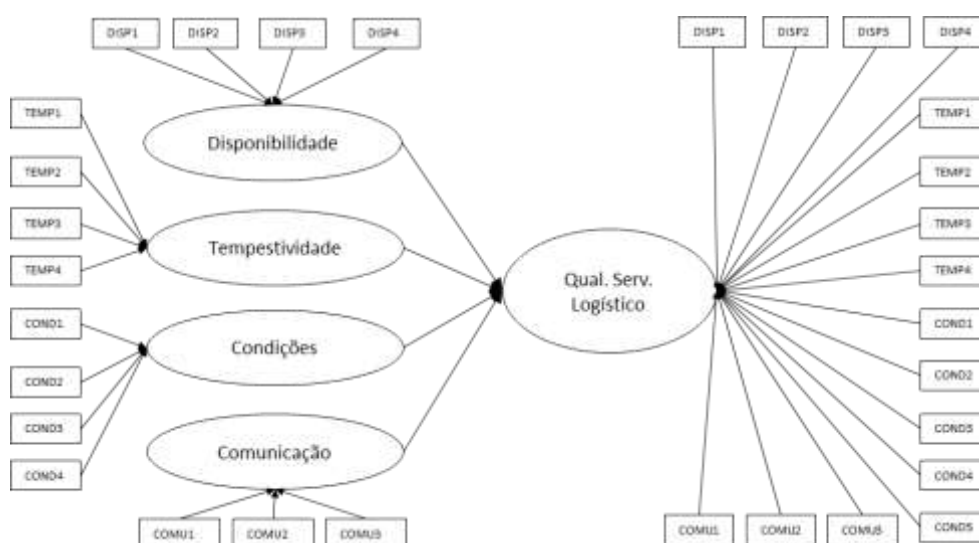 DISP1 DISP2 DISP3 DISP4
TEMP1
TEMP2
TEMP3
TEMP4
COND1
COND2
COND3
COND4
Disponibilidade
Tempestividade
Condições
Comunicação
COMU1 COMU2 COMU3
Qual. Serv.
Logístico
DISP1 DISP2 DISP3 DISP4
TEMP1
TEMP2
TEMP3
TEMP4
COND1
COND2
COND3
COND4
COND5
COMU1 COMU2 COMU3